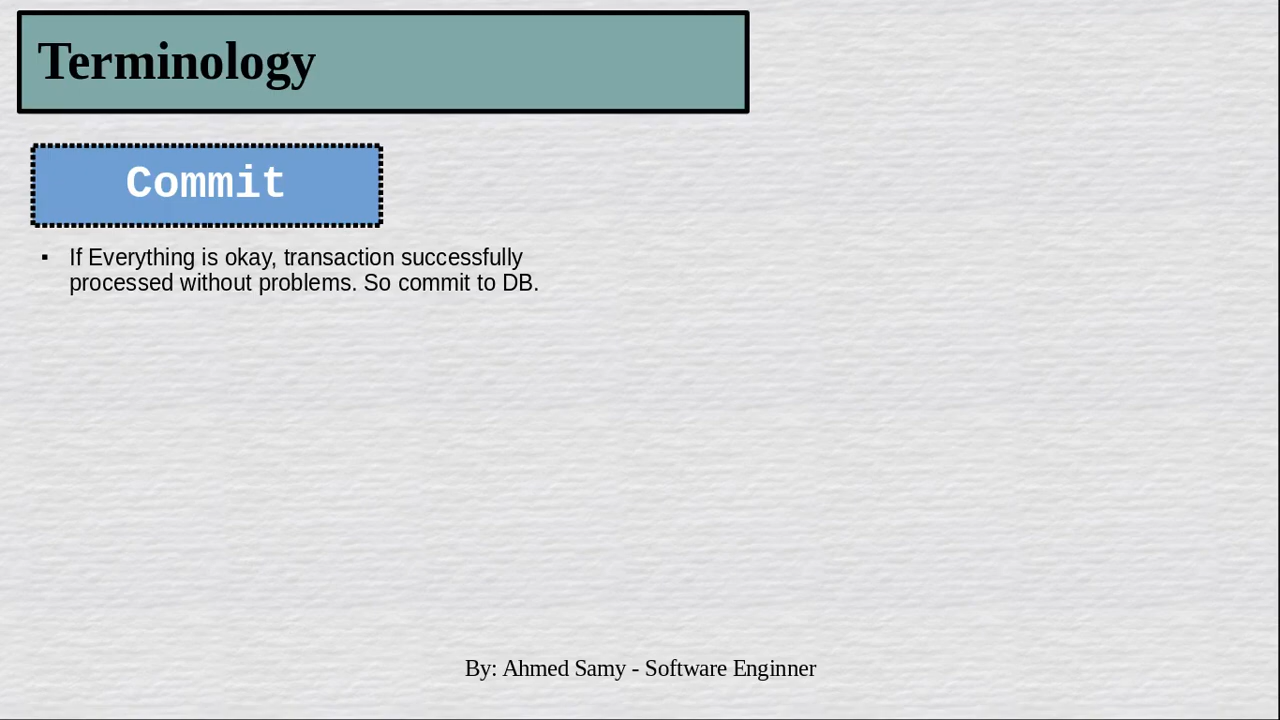 Terminology
Commit
▪ If Everything is okay, transaction successfully
processed without problems. So commit to DB.
By: Ahmed Samy - Software Enginner